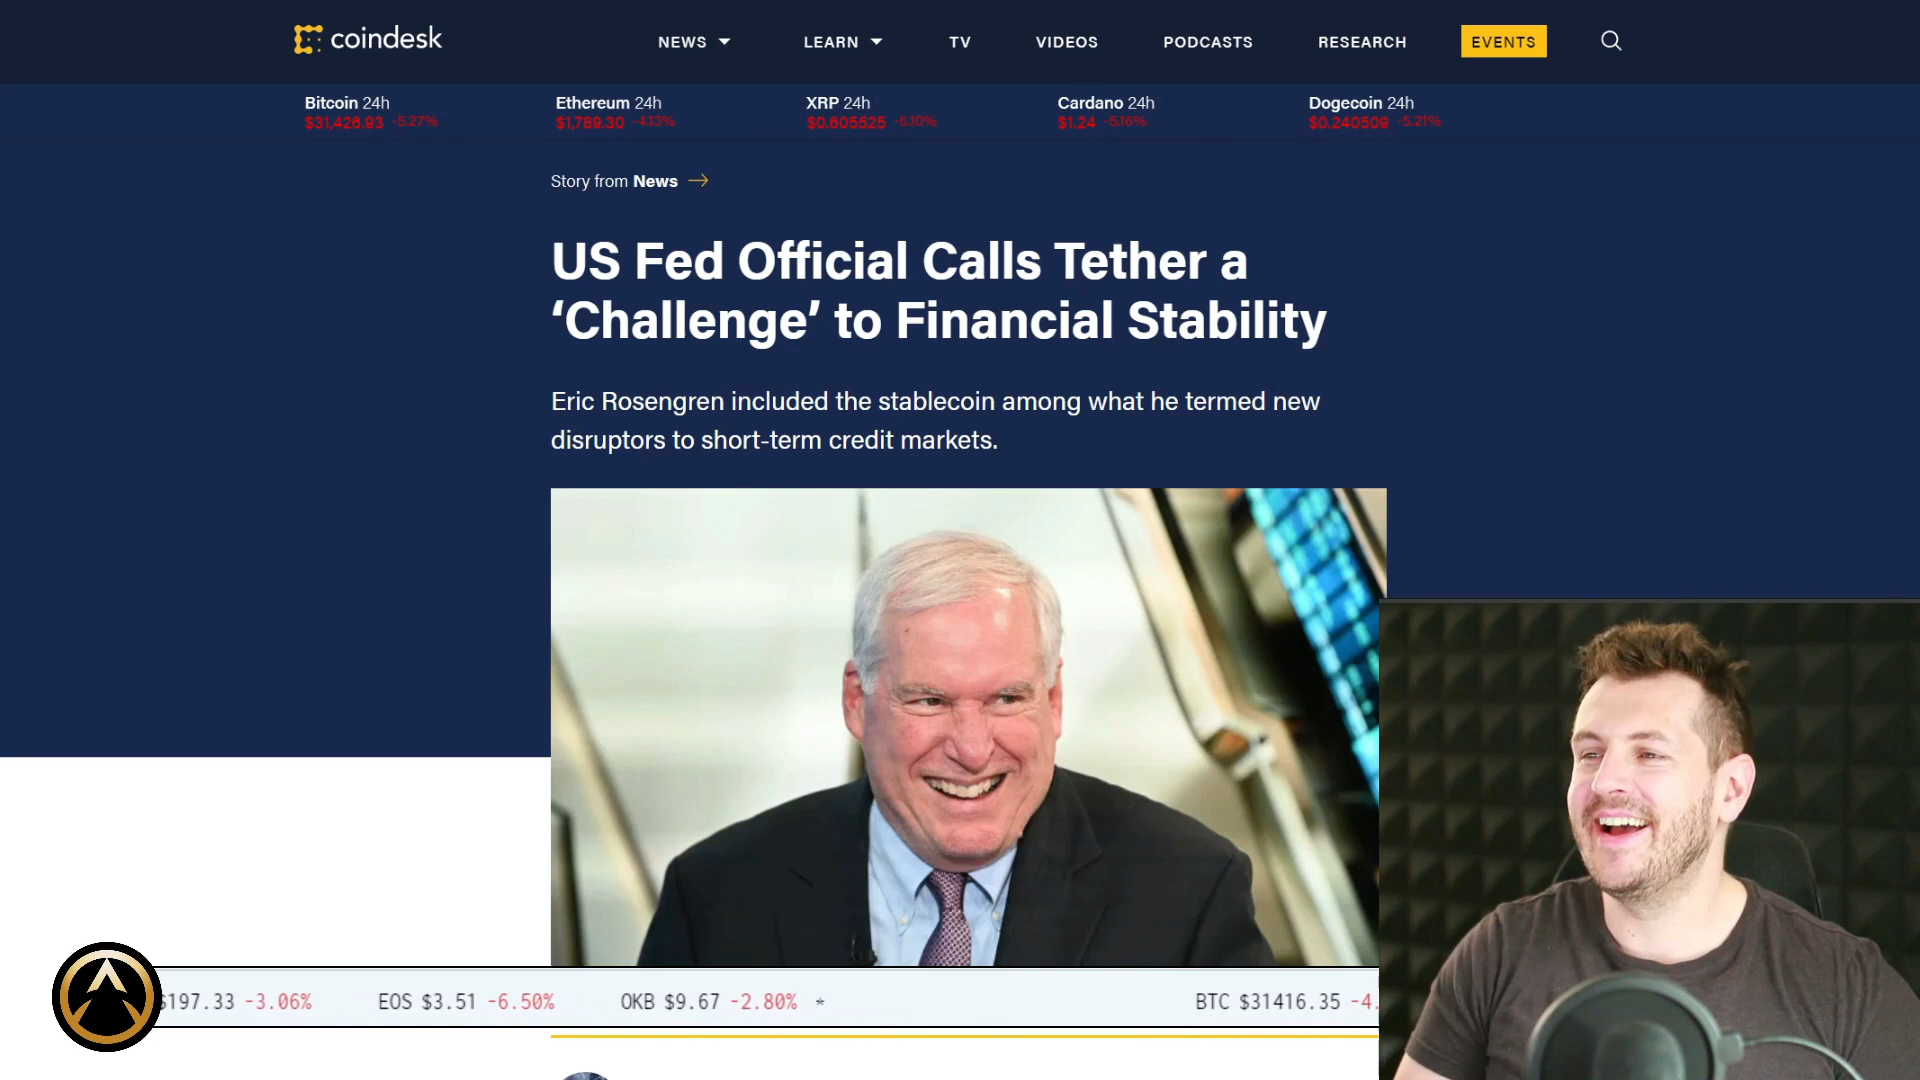 coindesk
NEWS LEARN TV VIDEOS PODCASTS RESEARCH EVENTS
Bitcoin 24h Ethereum 24h XRP 24h Cardano 24h Dogecoin 24h
$31,426.93 -5.27% $1,789.30 -4.13% $0.605525 -5.10% $1.24 -5.16% $0.240509 -5.21%
Story from News
US Fed Official Calls Tether a
‘Challenge’ to Financial Stability
Eric Rosengren included the stablecoin among what he termed new
disruptors to short-term credit markets.
$197.33 -3.06% EOS $3.51 -6.50% OKB $9.67 -2.80% * BTC $31416.35 -4.